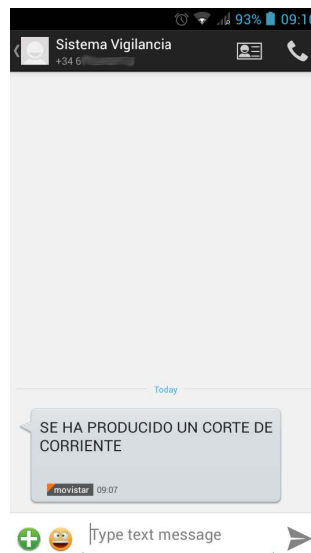 93% 09:10
Sistema Vigilancia
+34 6
Today
SE HA PRODUCIDO UN CORTE DE
CORRIENTE
movistar 09:07
Type text message